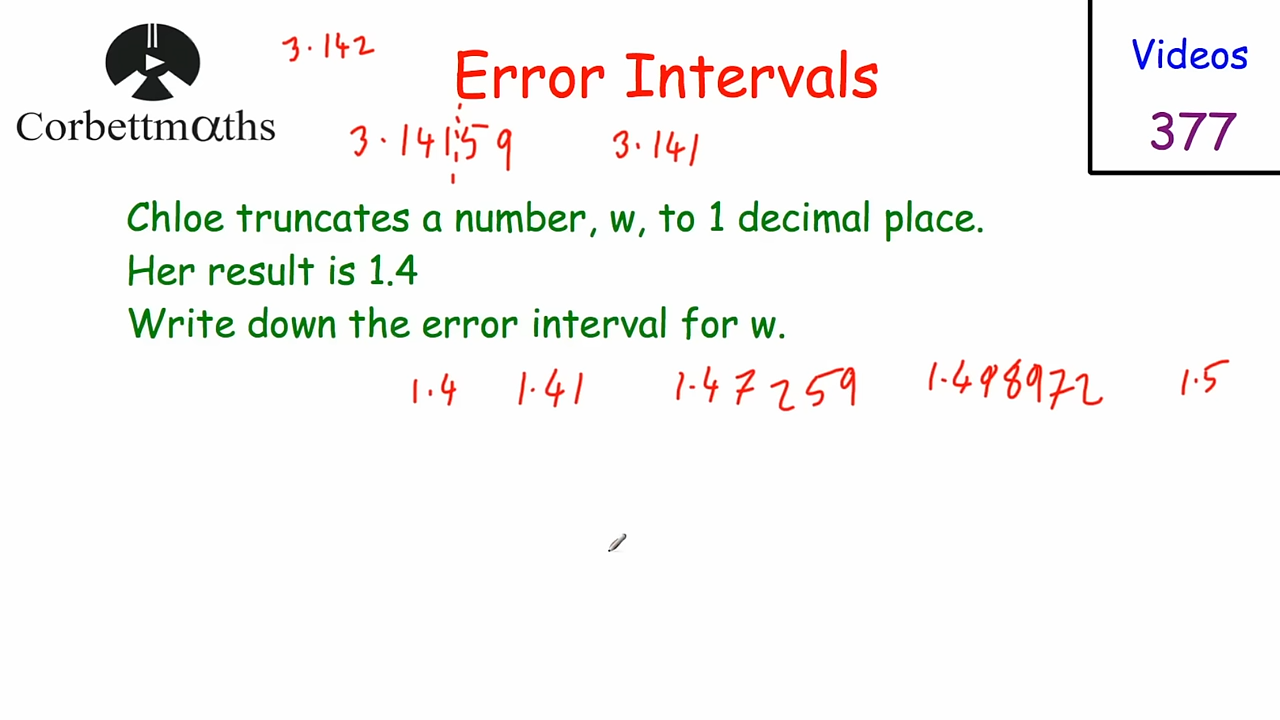 3.142
Error Intervals
Videos
377
Corbettmαths
3.14159 3.141
Chloe truncates a number, w, to 1 decimal place.
Her result is 1.4
Write down the error interval for w.
1.4 1.41 1.47259 1.498972 1.5